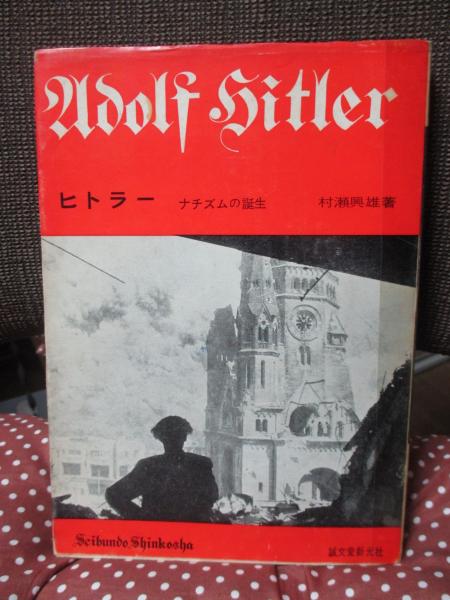 Adolf Hitler
ヒトラー ナチズムの誕生 村瀬興雄著
Seibundo Shinkosha 誠文堂新光社